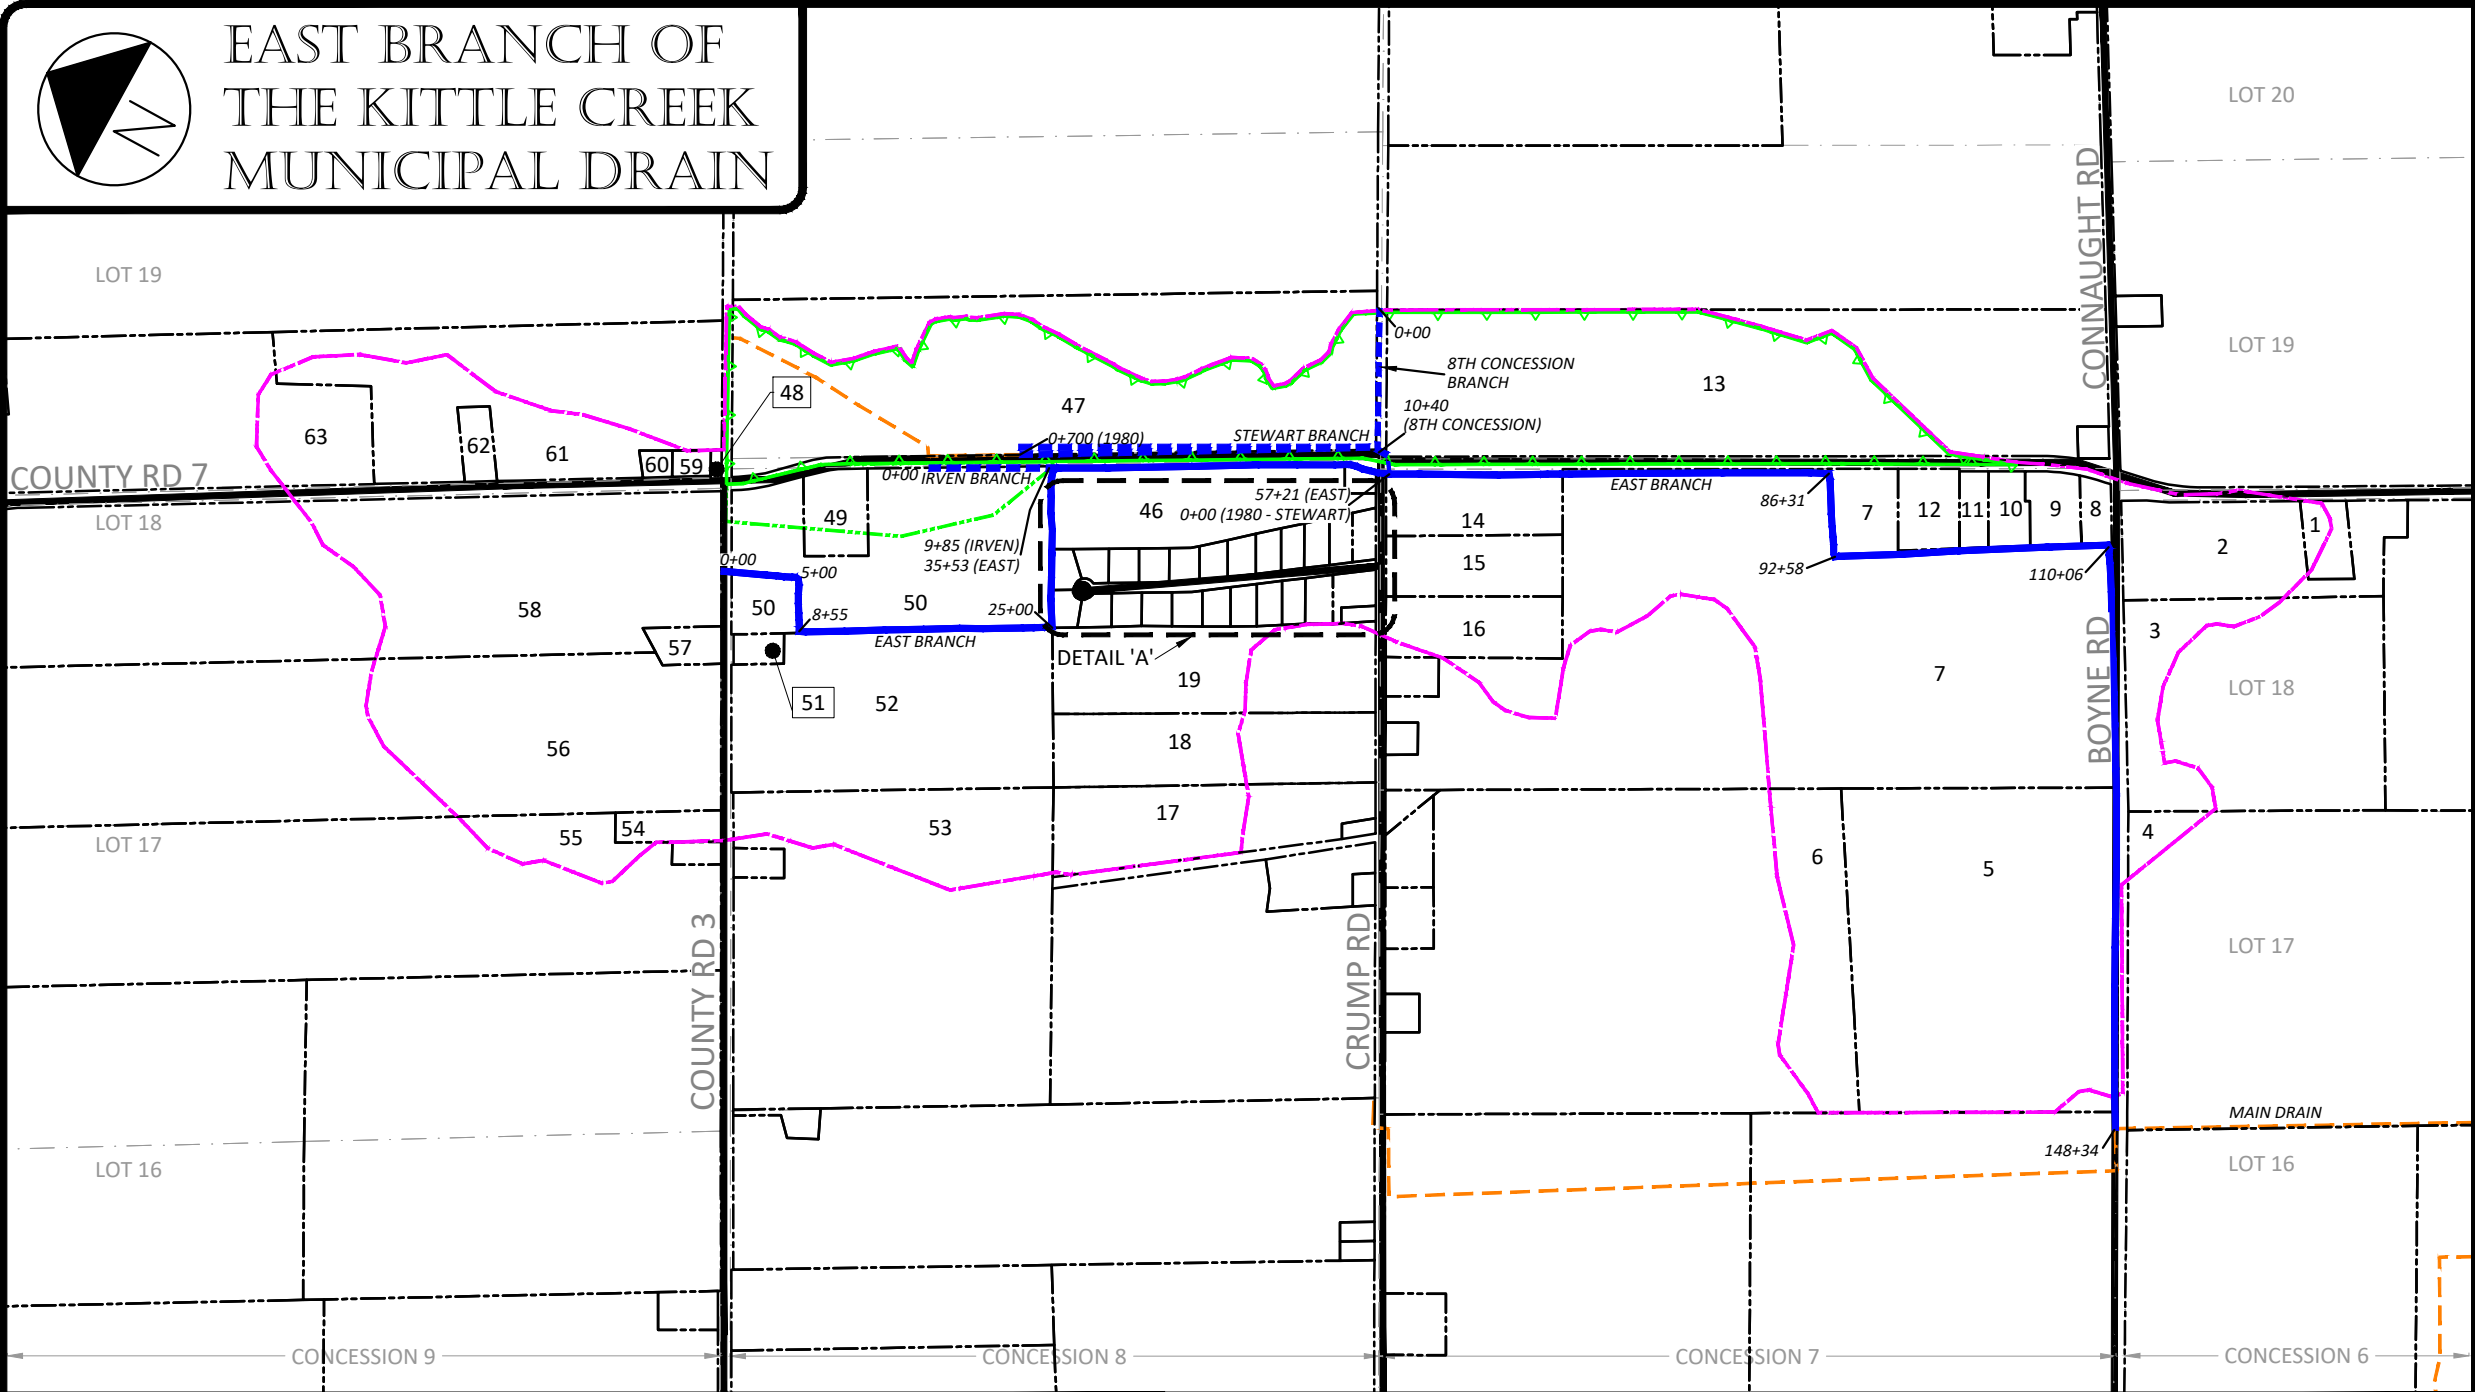 EAST BRANCH OF
THE KITTLE CREEK
MUNICIPAL DRAIN
N
LOT 20
CONNAUGHT RD
LOT 19
LOT 19
0+00
8TH CONCESSION
BRANCH
13
48
47
10+40
(8TH CONCESSION)
63
62
61
60
59
0+700 (1980)
STEWART BRANCH
COUNTY RD 7
0+00
IRVEN BRANCH
EAST BRANCH
LOT 18
49
46
57+21 (EAST)
0+00 (1980 - STEWART)
14
86+31
7
12
11
10
9
8
1
2
9+85 (IRVEN)
35+53 (EAST)
15
92+58
110+06
0+00
5+00
58
50
8+55
50
25+00
EAST BRANCH
16
3
57
DETAIL 'A'
BOYNE RD
51
52
19
7
LOT 18
56
18
55
54
53
17
6
5
4
LOT 17
COUNTY RD 3
CRUMP RD
LOT 17
MAIN DRAIN
148+34
LOT 16
LOT 16
CONCESSION 9
CONCESSION 8
CONCESSION 7
CONCESSION 6